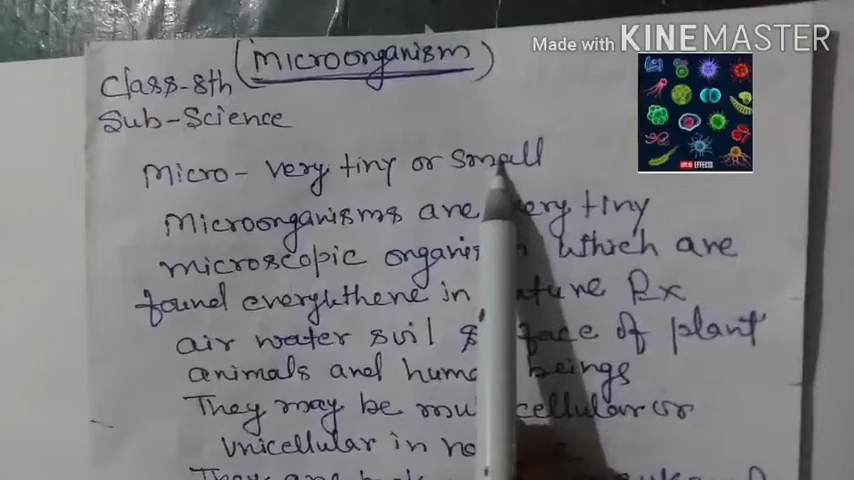 Made with KINEMASTER
(Microorganism)
Class-8th
Sub-Science
Micro- very tiny or small
Microorganisms are very tiny
microscopic organism which are
found everywhere in nature Ex
air water soil surface of plant
animals and human beings
They may be multicellular or
Unicellular in
They are